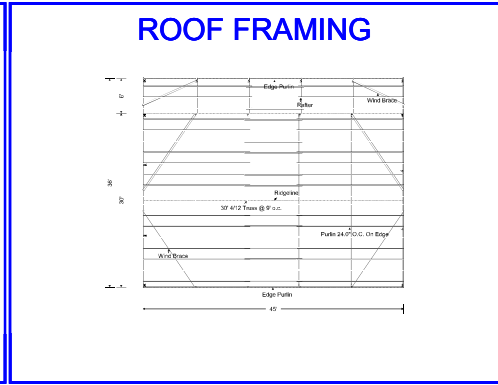 ROOF FRAMING
Edge Purlin
6'
Wind Brace
Rafter
36'
30'
Ridgeline
30' 4/12 Truss @ 9' o.c.
Purlin 24.0" O.C. On Edge
Wind Brace
Edge Purlin
45'